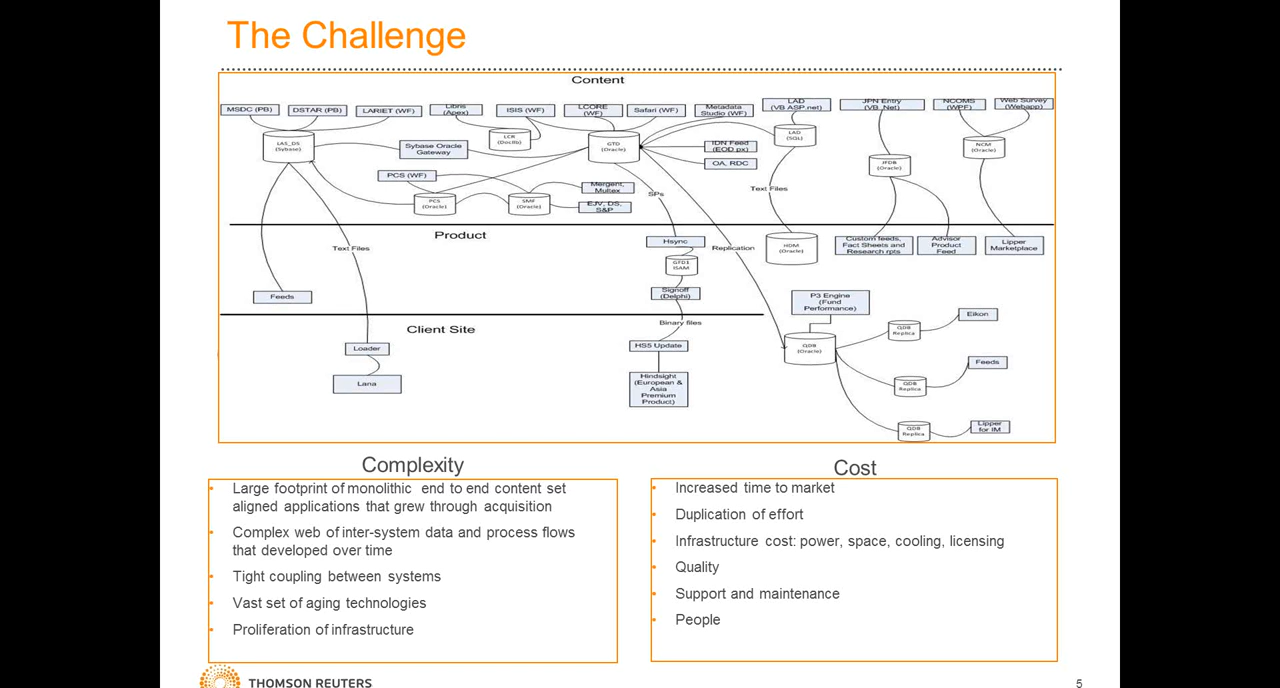 The Challenge
Content
MSDC (PB)
DSTAR (PB)
LARIET (WF)
Libris
(Apex)
ISIS (WF)
LCORE
(WF)
Safari (WF)
Metadata
Studio (WF)
LAD
(VB ASP.net)
JPN Entry
(VB .Net)
NCOMS
(WPF)
Web Survey
(Webapp)
LAS_DS
(Sybase)
Sybase Oracle
Gateway
LCR
(Doctls)
GTD
(Oracle)
IDN Feed
(EOD px)
OA, RDC
LAD
(SQL)
JFDB
(Oracle)
NCM
(Oracle)
PCS (WF)
PCS
(Oracle)
SMF
(Oracle)
Mergent,
Multex
EJV, DS,
S&P
SPs
Text Files
Product
Text Files
Feeds
Hsync
GTD1
ISAM
Signoff
(Delphi)
Replication
HDM
(Oracle)
Custom feeds,
Fact Sheets and
Research rpts
Advisor
Product
Feed
Lipper
Marketplace
Client Site
Loader
Lana
Binary files
HS5 Update
Hindsight
(European &
Asia
Premium
Product)
P3 Engine
(Fund
Performance)
QDB
(Oracle)
QDB
Replica
Eikon
QDB
Replica
Feeds
QDB
Replica
Lipper
for IM
Complexity
• Large footprint of monolithic end to end content set
aligned applications that grew through acquisition
• Complex web of inter-system data and process flows
that developed over time
• Tight coupling between systems
• Vast set of aging technologies
• Proliferation of infrastructure
Cost
• Increased time to market
• Duplication of effort
• Infrastructure cost: power, space, cooling, licensing
• Quality
• Support and maintenance
• People
THOMSON REUTERS
5